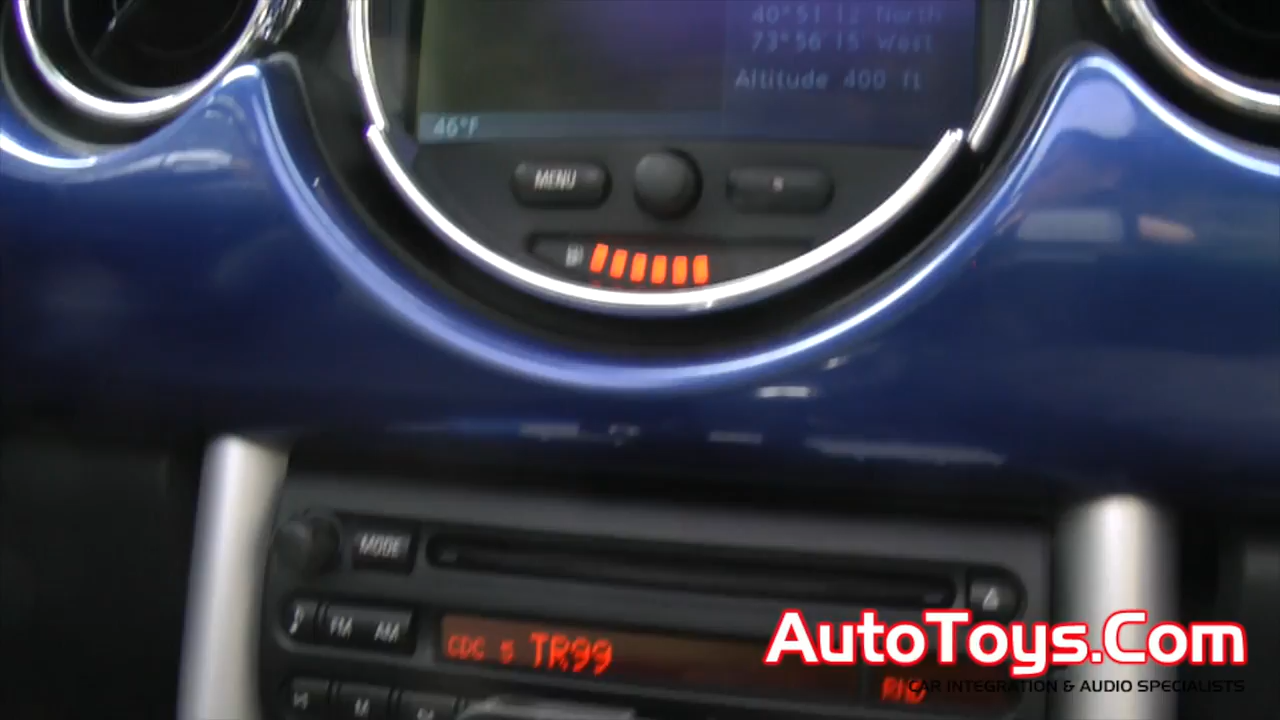 40°51'12 North
73°56'15 West
Altitude 400 ft
46°F
MENU
MODE
FM AM
CDC 5 TR99
AutoToys.Com
CAR INTEGRATION & AUDIO SPECIALISTS